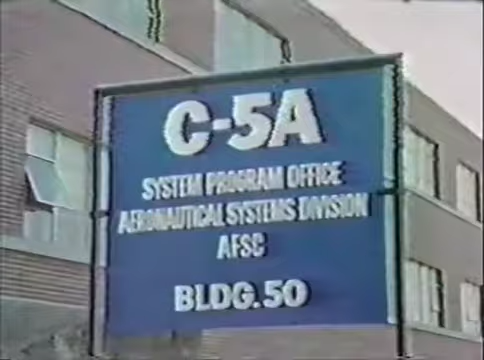 C-5A
SYSTEM PROGRAM OFFICE
AERONAUTICAL SYSTEMS DIVISION
AFSC
BLDG.50